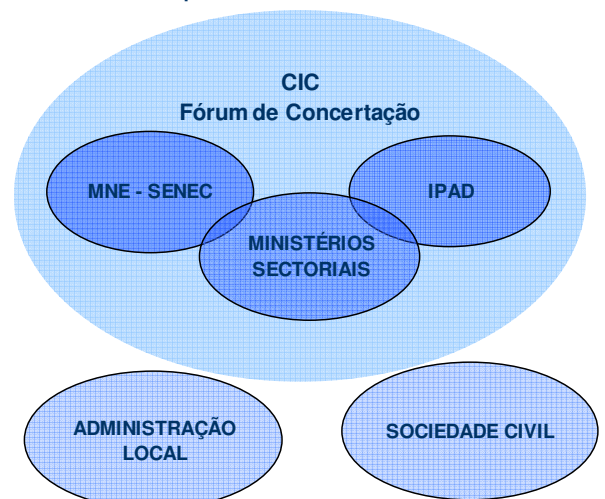 CIC
Fórum de Concertação
MNE - SENEC
IPAD
MINISTÉRIOS
SECTORIAIS
ADMINISTRAÇÃO
LOCAL
SOCIEDADE CIVIL